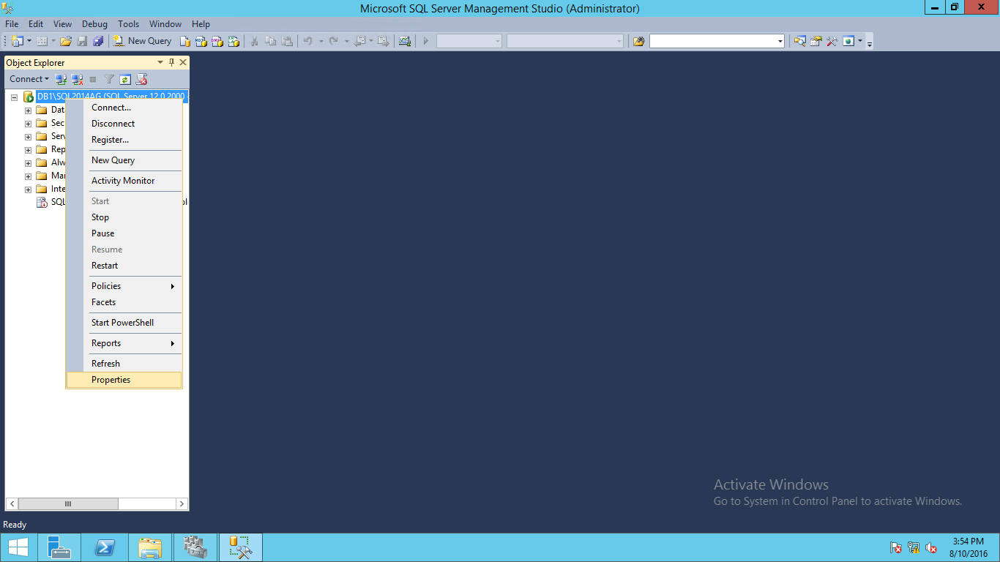 Microsoft SQL Server Management Studio (Administrator)
File Edit View Debug Tools Window Help
New Query
Object Explorer
Connect
DB1\SQL2014AG (SQL Server 12.0.2000 -
Connect...
Disconnect
Register...
New Query
Activity Monitor
Start
Stop
Pause
Resume
Restart
Policies
Facets
Start PowerShell
Reports
Refresh
Properties
Data
Sec
Serv
Rep
Alw
Mar
Inte
SQL
Activate Windows
Go to System in Control Panel to activate Windows.
Ready
3:54 PM
8/10/2016